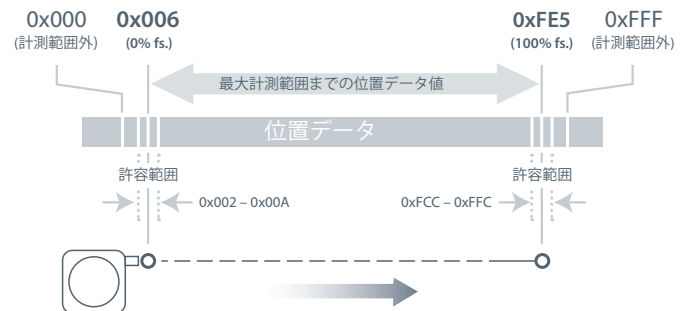 0x000 0x006 0xFE5 0xFFF
(計測範囲外) (0% fs.) (100% fs.) (計測範囲外)
最大計測範囲までの位置データ値
位置データ
許容範囲 許容範囲
0x002 – 0x00A 0xFCC – 0xFFC